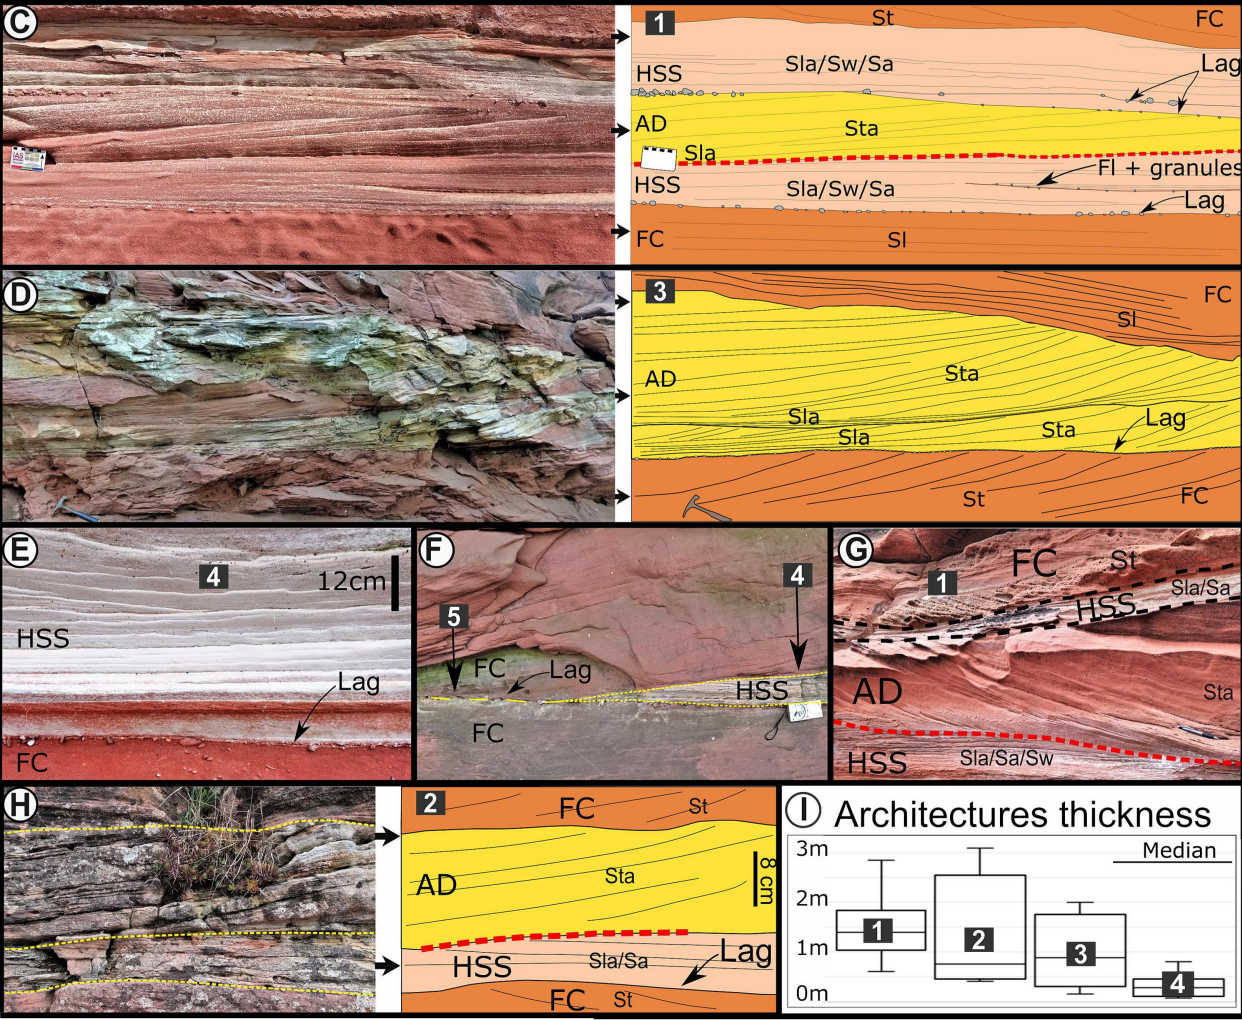 C
IAS
1
St
FC
Sla/Sw/Sa
Lag
HSS
AD
Sta
Sla
Fl + granules
HSS
Sla/Sw/Sa
Lag
FC
Sl
D
3
FC
Sl
AD
Sta
Sla
Lag
Sla
Sta
St
FC
E
4
12cm
HSS
Lag
FC
F
4
5
FC
Lag
HSS
FC
G
FC
St
1
Sla/Sa
HSS
AD
Sta
HSS
Sla/Sa/Sw
H
2
FC
St
AD
Sta
8 cm
HSS
Sla/Sa
Lag
FC
St
I Architectures thickness
3m
Median
2m
1m
0m
1
2
3
4